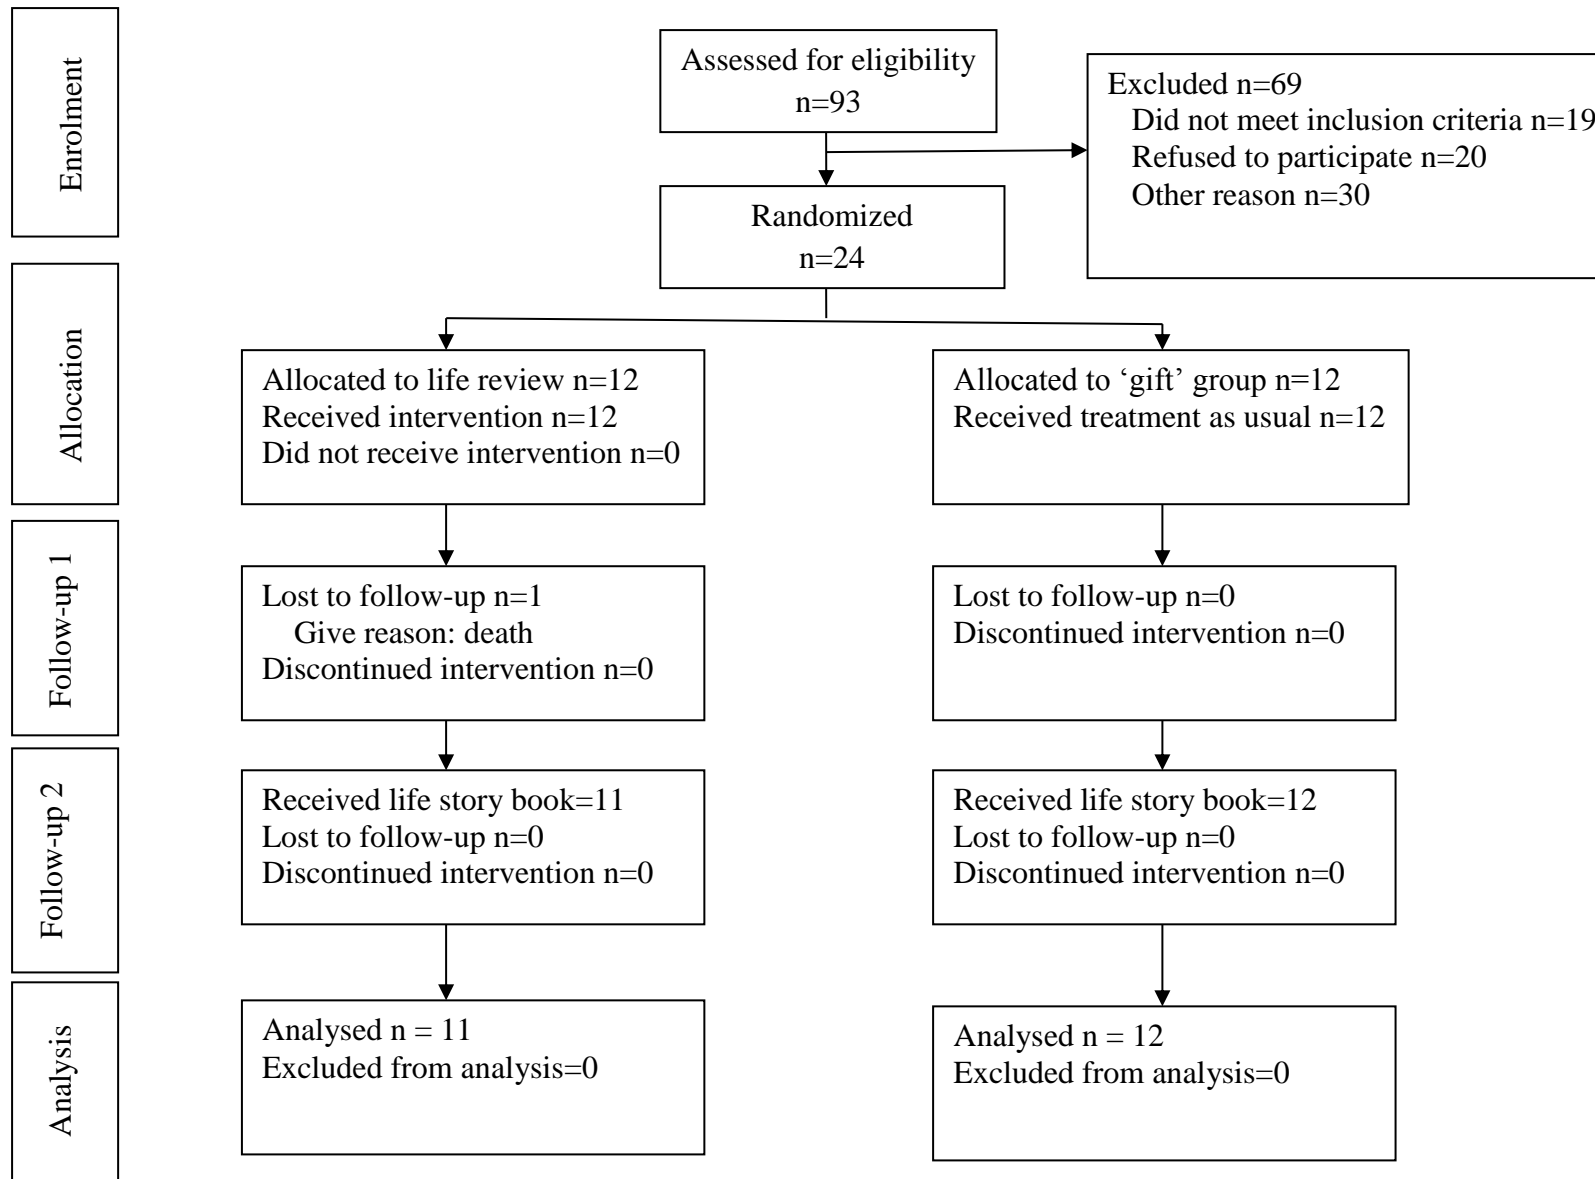 Enrolment
Assessed for eligibility
n=93
Excluded n=69
Did not meet inclusion criteria n=19
Refused to participate n=20
Other reason n=30
Randomized
n=24
Allocation
Allocated to life review n=12
Received intervention n=12
Did not receive intervention n=0
Allocated to ‘gift’ group n=12
Received treatment as usual n=12
Follow-up 1
Lost to follow-up n=1
Give reason: death
Discontinued intervention n=0
Lost to follow-up n=0
Discontinued intervention n=0
Follow-up 2
Received life story book=11
Lost to follow-up n=0
Discontinued intervention n=0
Received life story book=12
Lost to follow-up n=0
Discontinued intervention n=0
Analysis
Analysed n = 11
Excluded from analysis=0
Analysed n = 12
Excluded from analysis=0